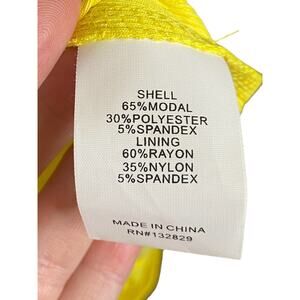 SHELL
65%MODAL
30%POLYESTER
5%SPANDEX
LINING
60%RAYON
35%NYLON
5%SPANDEX
MADE IN CHINA
RN#132829